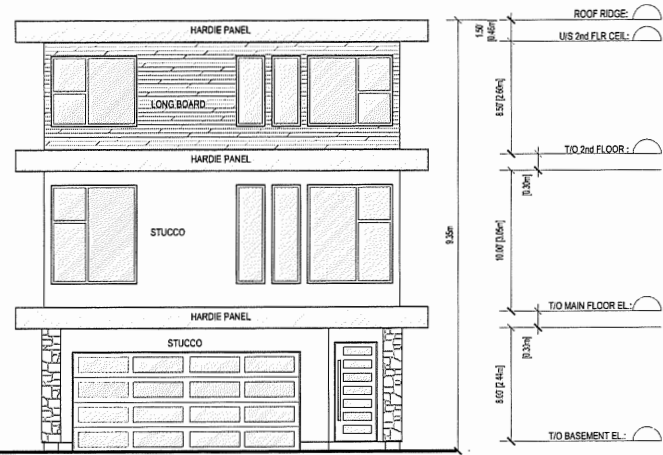 ROOF RIDGE:
HARDIE PANEL
1.50'
[0.46m]
U/S 2nd FLR CEIL:
LONG BOARD
8.50' [2.60m]
T/O 2nd FLOOR :
HARDIE PANEL
[0.30m]
STUCCO
9.35m
10.00' [3.05m]
T/O MAIN FLOOR EL.:
HARDIE PANEL
[0.30m]
STUCCO
8.00' [2.44m]
T/O BASEMENT EL.: